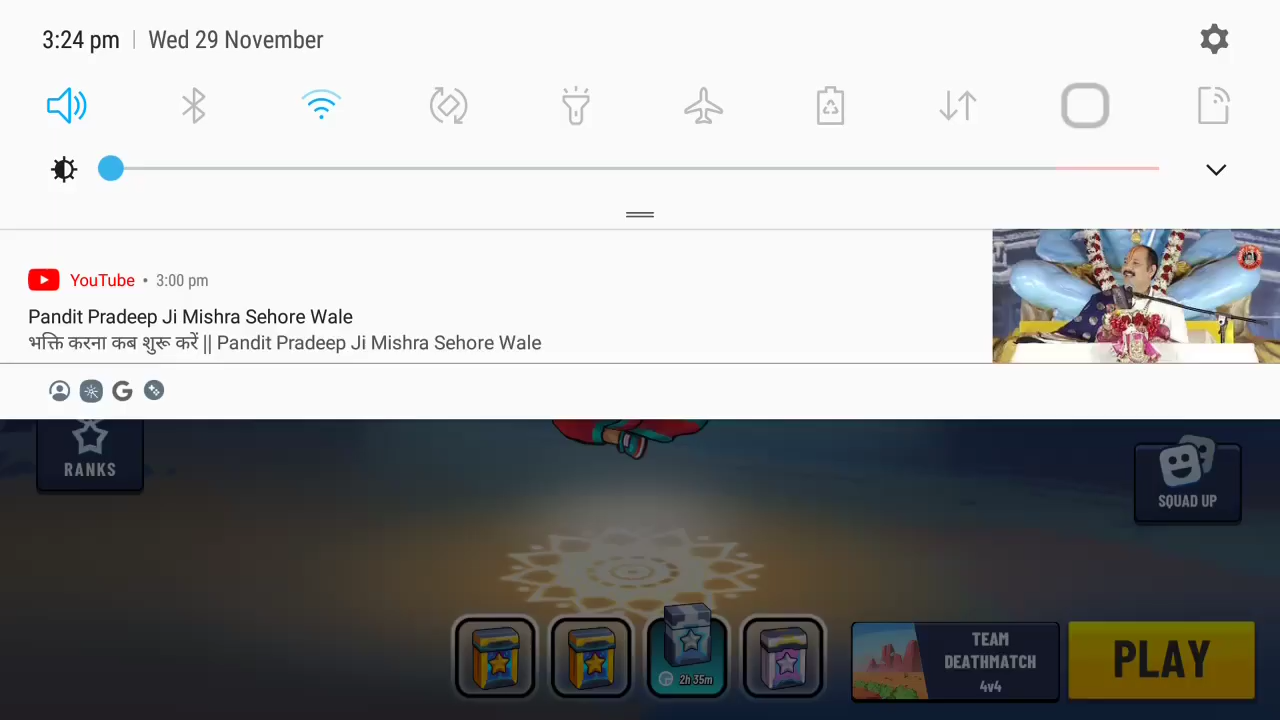 3:24 pm | Wed 29 November
YouTube • 3:00 pm
Pandit Pradeep Ji Mishra Sehore Wale
भक्ति करना कब शुरू करें || Pandit Pradeep Ji Mishra Sehore Wale
RANKS
SQUAD UP
2h 35m
TEAM
DEATHMATCH
4v4
PLAY